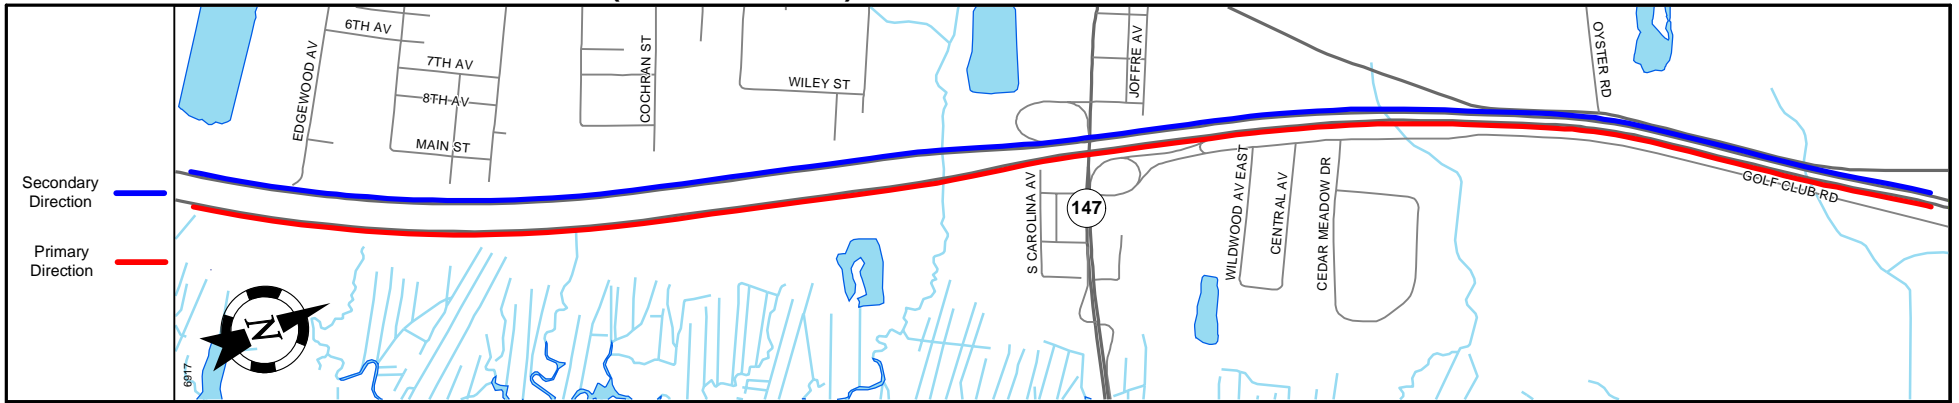 Secondary
Direction
Primary
Direction
6TH AV
7TH AV
8TH AV
MAIN ST
EDGEWOOD AV
COCHRAN ST
WILEY ST
JOFFRE AV
OYSTER RD
S CAROLINA AV
147
WILDWOOD AV EAST
CENTRAL AV
CEDAR MEADOW DR
GOLF CLUB RD
N
6917